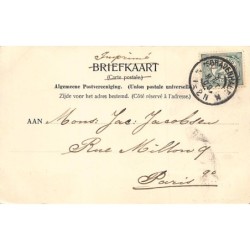 Imprimé
BRIEFKAART
(Carte postale)
Algemeene Postvereeniging. (Union postale universelle)
Zijde voor het adres bestemd. (Côté réservé à l'adresse)
AAN Mons: Jac: Jacobsen
Rue Milton 9
Paris